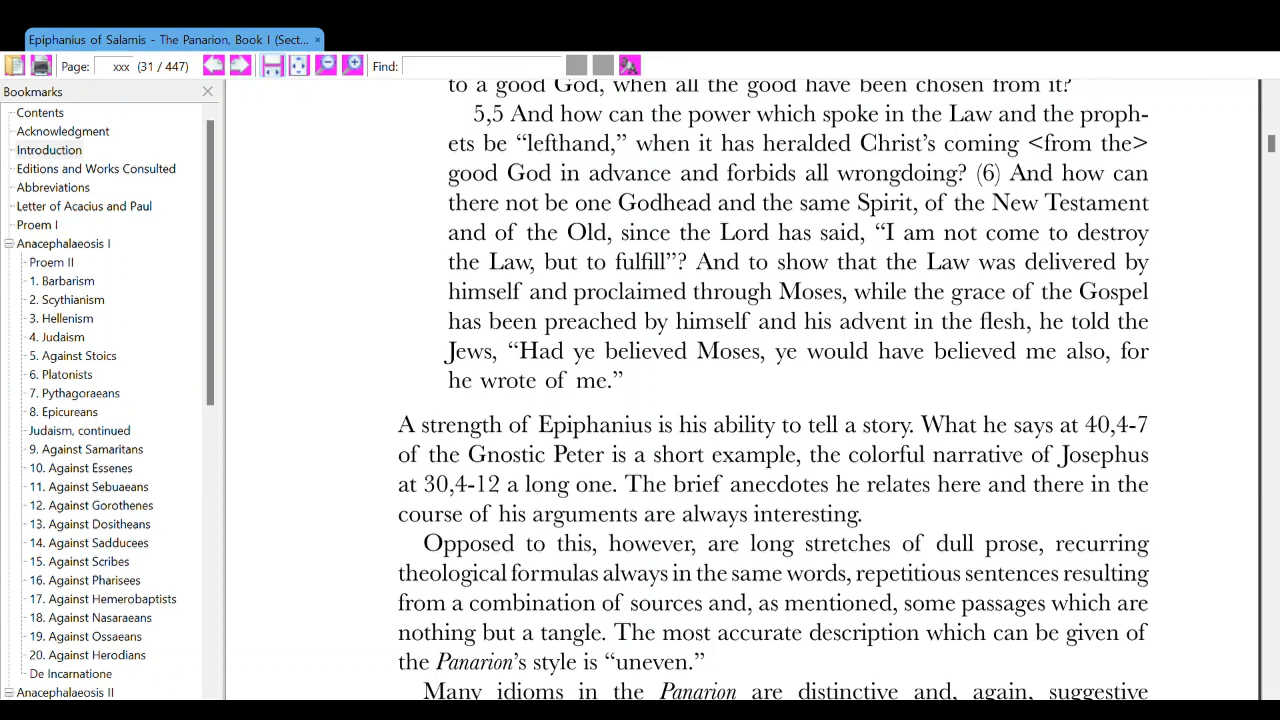 Epiphanius of Salamis - The Panarion, Book I (Sect... ×
Page: xxx (31 / 447) Find:
Bookmarks
Contents
Acknowledgment
Introduction
Editions and Works Consulted
Abbreviations
Letter of Acacius and Paul
Proem I
Anacephalaeosis I
Proem II
1. Barbarism
2. Scythianism
3. Hellenism
4. Judaism
5. Against Stoics
6. Platonists
7. Pythagoraeans
8. Epicureans
Judaism, continued
9. Against Samaritans
10. Against Essenes
11. Against Sebuaeans
12. Against Gorothenes
13. Against Dositheans
14. Against Sadducees
15. Against Scribes
16. Against Pharisees
17. Against Hemerobaptists
18. Against Nasaraeans
19. Against Ossaeans
20. Against Herodians
De Incarnatione
Anacephalaeosis II
to a good God, when all the good have been chosen from it?
5,5 And how can the power which spoke in the Law and the proph-
ets be “lefthand,” when it has heralded Christ’s coming <from the>
good God in advance and forbids all wrongdoing? (6) And how can
there not be one Godhead and the same Spirit, of the New Testament
and of the Old, since the Lord has said, “I am not come to destroy
the Law, but to fulfill”? And to show that the Law was delivered by
himself and proclaimed through Moses, while the grace of the Gospel
has been preached by himself and his advent in the flesh, he told the
Jews, “Had ye believed Moses, ye would have believed me also, for
he wrote of me.”
A strength of Epiphanius is his ability to tell a story. What he says at 40,4-7
of the Gnostic Peter is a short example, the colorful narrative of Josephus
at 30,4-12 a long one. The brief anecdotes he relates here and there in the
course of his arguments are always interesting.
Opposed to this, however, are long stretches of dull prose, recurring
theological formulas always in the same words, repetitious sentences resulting
from a combination of sources and, as mentioned, some passages which are
nothing but a tangle. The most accurate description which can be given of
the Panarion’s style is “uneven.”
Many idioms in the Panarion are distinctive and, again, suggestive